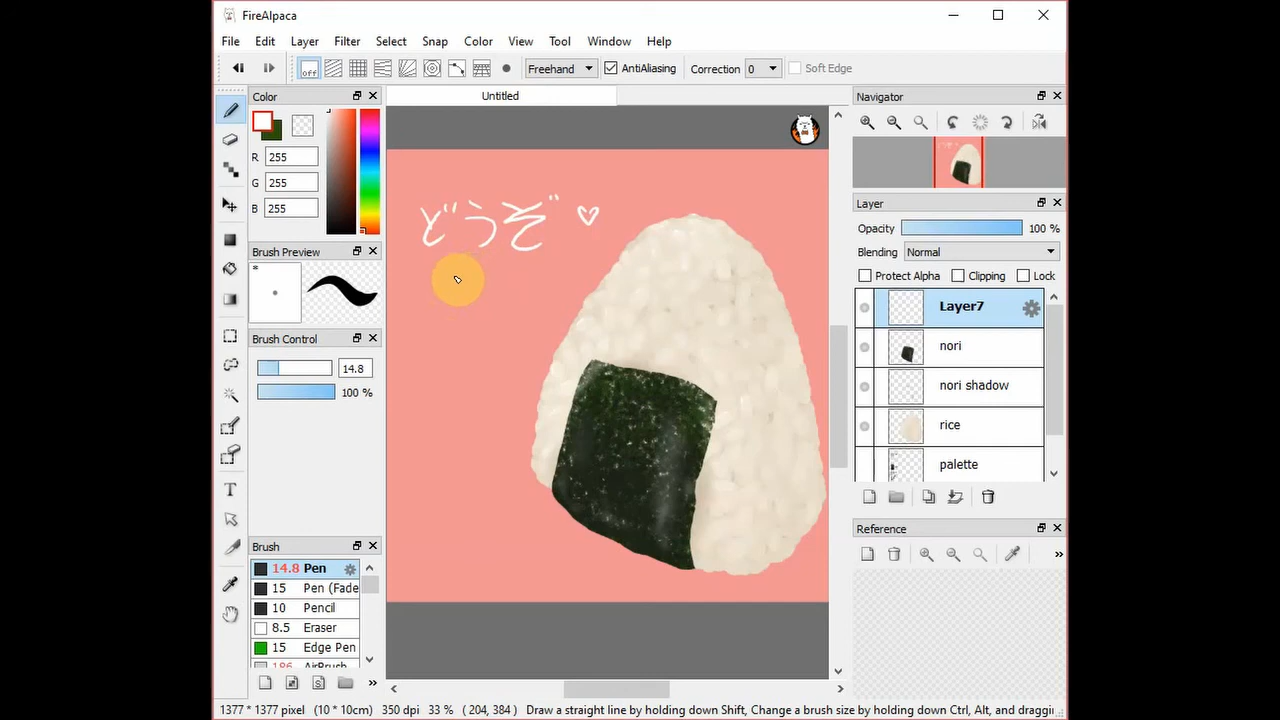 FireAlpaca
File Edit Layer Filter Select Snap Color View Tool Window Help
off Freehand AntiAliasing Correction 0 Soft Edge
Color
R 255
G 255
B 255
Brush Preview
*
Brush Control
14.8
100 %
Brush
14.8 Pen
15 Pen (Fade
10 Pencil
8.5 Eraser
15 Edge Pen
186 AirBrush
Untitled
どうぞ♡
Navigator
Layer
Opacity 100 %
Blending Normal
Protect Alpha Clipping Lock
Layer7
nori
nori shadow
rice
palette
Reference
»
»
1377 * 1377 pixel (10 * 10cm) 350 dpi 33 % ( 204, 384 ) Draw a straight line by holding down Shift, Change a brush size by holding down Ctrl, Alt, and draggi